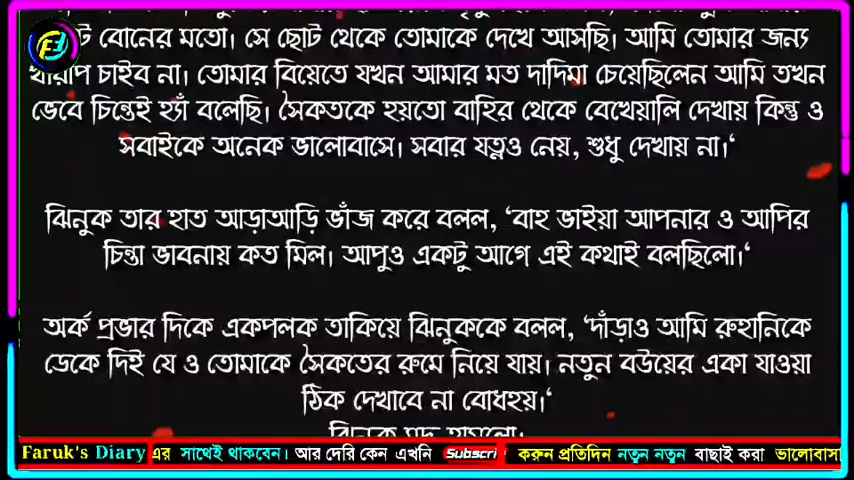 বোনের মতো। সে ছোট থেকে তোমাকে দেখে আসছি। আমি তোমার জন্য
খারাপ চাইব না। তোমার বিয়েতে যখন আমার মত দাদিমা চেয়েছিলেন আমি তখন
ভেবে চিন্তেই হ্যাঁ বলেছি। সৈকতকে হয়তো বাহির থেকে বেখেয়ালি দেখায় কিন্তু ও
সবাইকে অনেক ভালোবাসে। সবার যত্নও নেয়, শুধু দেখায় না।‘
ঝিনুক তার হাত আড়াআড়ি ভাঁজ করে বলল, ‘বাহ ভাইয়া আপনার ও আপির
চিন্তা ভাবনায় কত মিল। আপুও একটু আগে এই কথাই বলছিলো।‘
অর্ক প্রভার দিকে একপলক তাকিয়ে ঝিনুককে বলল, ‘দাঁড়াও আমি রুহানিকে
ডেকে দিই যে ও তোমাকে সৈকতের রুমে নিয়ে যায়। নতুন বউয়ের একা যাওয়া
ঠিক দেখাবে না বোধহয়।‘
ঝিনুক মৃদু হাসলো।
Faruk's Diary এর সাথেই থাকবেন। আর দেরি কেন এখনি Subscri করুন প্রতিদিন নতুন নতুন বাছাই করা ভালোবাসা